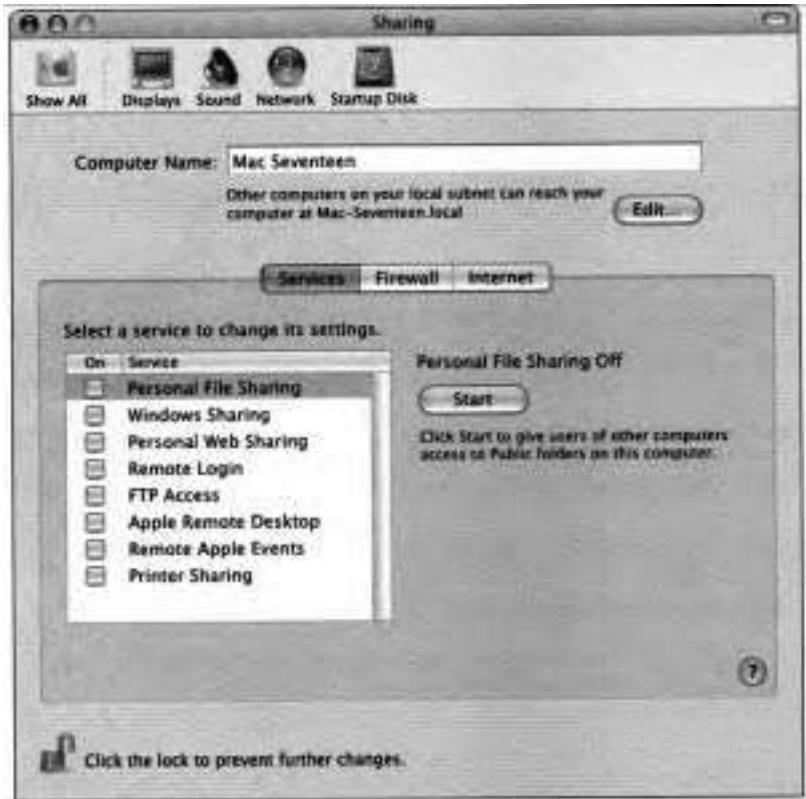 Sharing
Show All Displays Sound Network Startup Disk
Computer Name: Mac Seventeen
Other computers on your local subnet can reach your
computer at Mac-Seventeen.local
Edit...
Services Firewall Internet
Select a service to change its settings.
On Service
Personal File Sharing
Windows Sharing
Personal Web Sharing
Remote Login
FTP Access
Apple Remote Desktop
Remote Apple Events
Printer Sharing
Personal File Sharing Off
Start
Click Start to give users of other computers
access to Public folders on this computer.
?
Click the lock to prevent further changes.